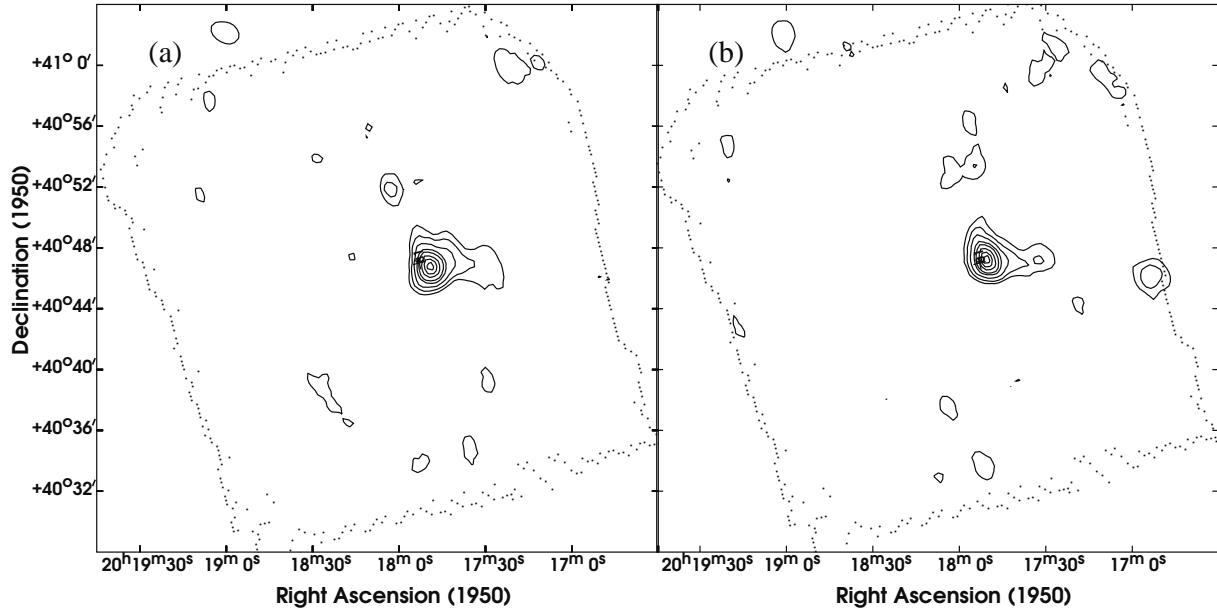 (a)
(b)
+41° 0′
+40° 56′
+40° 52′
+40° 48′
+40° 44′
+40° 40′
+40° 36′
+40° 32′
Declination (1950)
20ʰ19ᵐ30ˢ 19ᵐ 0ˢ 18ᵐ30ˢ 18ᵐ 0ˢ 17ᵐ30ˢ 17ᵐ 0ˢ
20ʰ19ᵐ30ˢ 19ᵐ 0ˢ 18ᵐ30ˢ 18ᵐ 0ˢ 17ᵐ30ˢ 17ᵐ 0ˢ
Right Ascension (1950)
Right Ascension (1950)